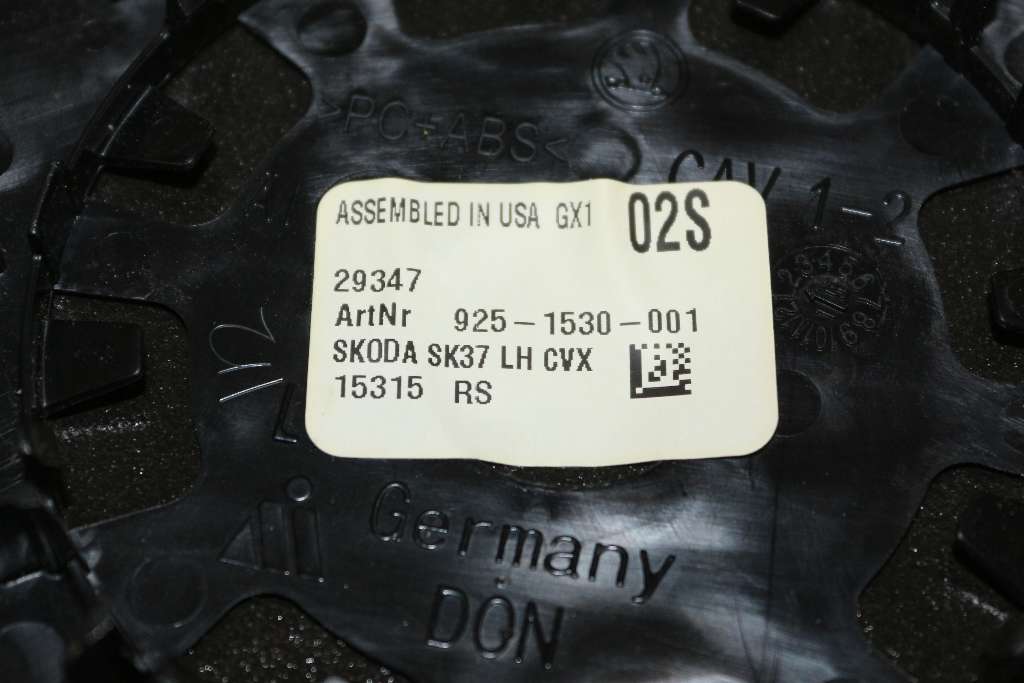 >PC+ABS<
CAV 1-2
ASSEMBLED IN USA GX1 02S
29347
ArtNr 925-1530-001
SKODA SK37 LH CVX
15315 RS
Germany
DÖN